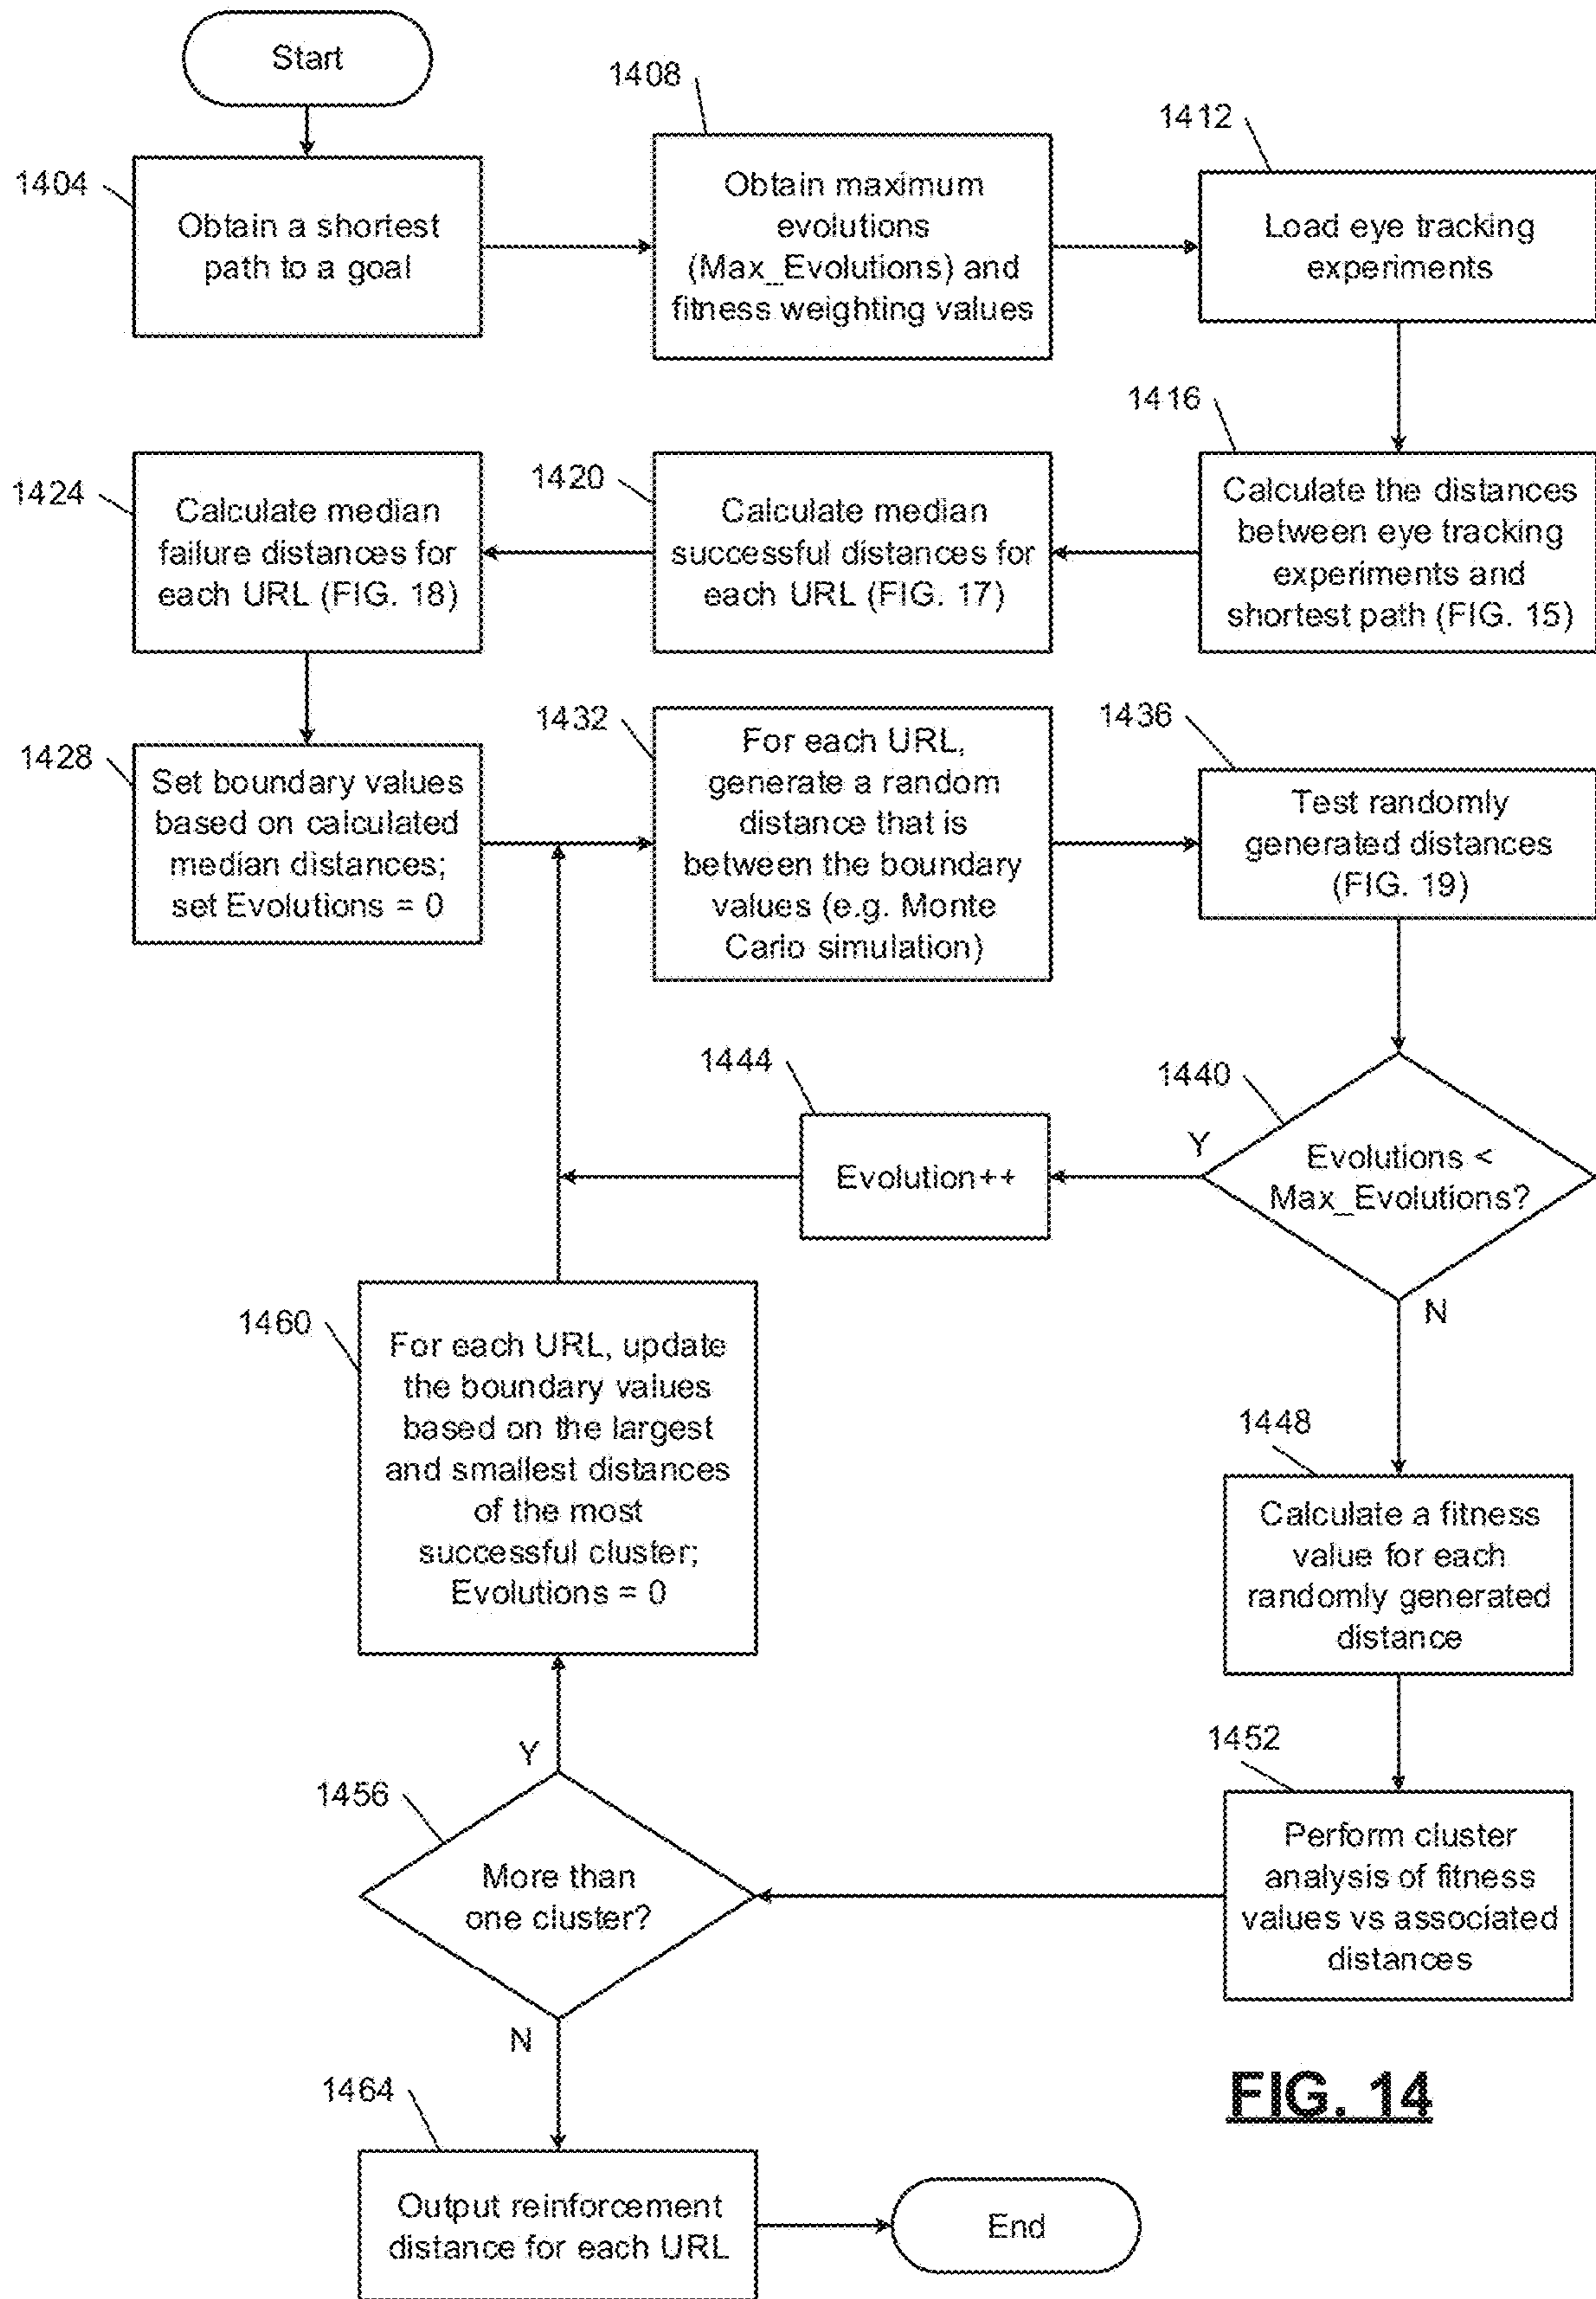 Start
1404
Obtain a shortest
path to a goal
1408
Obtain maximum
evolutions
(Max_Evolutions) and
fitness weighting values
1412
Load eye tracking
experiments
1416
Calculate the distances
between eye tracking
experiments and
shortest path (FIG. 15)
1420
Calculate median
successful distances for
each URL (FIG. 17)
1424
Calculate median
failure distances for
each URL (FIG. 18)
1428
Set boundary values
based on calculated
median distances;
set Evolutions = 0
1432
For each URL,
generate a random
distance that is
between the boundary
values (e.g. Monte
Carlo simulation)
1436
Test randomly
generated distances
(FIG. 19)
1440
Evolutions <
Max_Evolutions?
Y
N
1444
Evolution++
1448
Calculate a fitness
value for each
randomly generated
distance
1452
Perform cluster
analysis of fitness
values vs associated
distances
1456
More than
one cluster?
Y
N
1460
For each URL, update
the boundary values
based on the largest
and smallest distances
of the most
successful cluster;
Evolutions = 0
1464
Output reinforcement
distance for each URL
End
FIG. 14